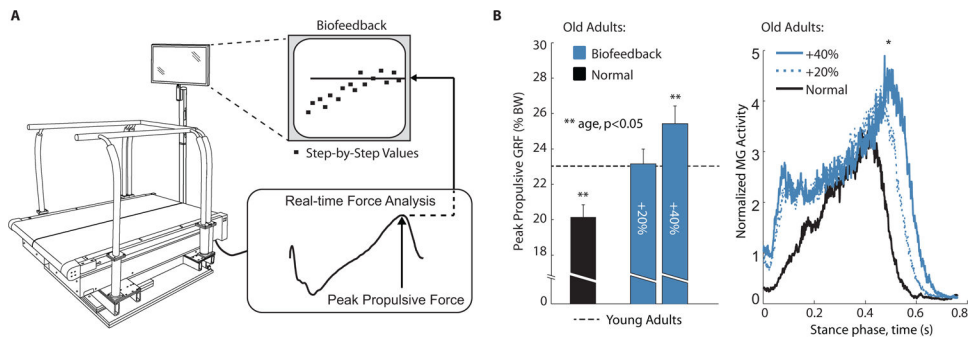 A
Biofeedback
Step-by-Step Values
Real-time Force Analysis
Peak Propulsive Force
B
Old Adults:
Biofeedback
Normal
** age, p<0.05
**
**
+20%
+40%
Peak Propulsive GRF (% BW)
30
28
26
24
22
20
18
0
Young Adults
Old Adults:
+40%
+20%
Normal
*
Normalized MG Activity
5
4
3
2
1
0
0
0.2
0.4
0.6
0.8
Stance phase, time (s)